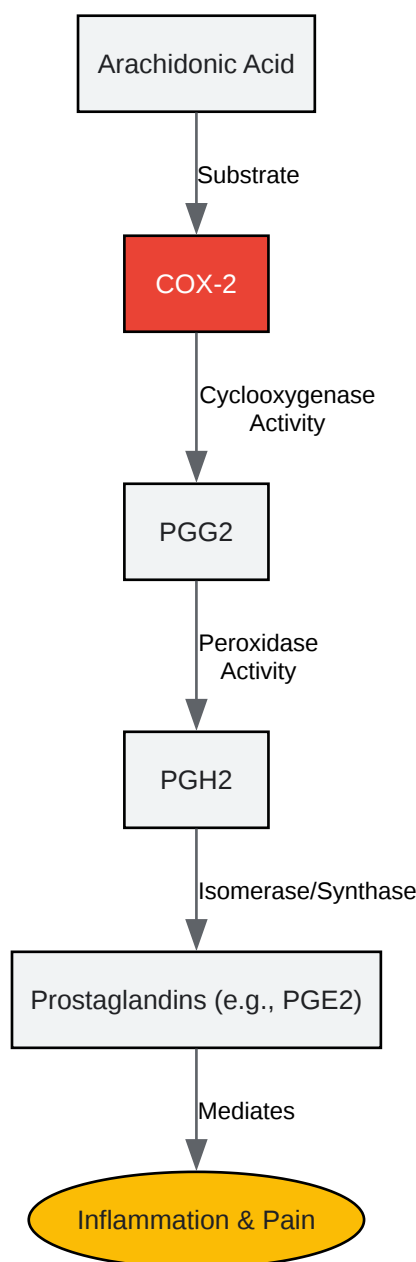 Arachidonic Acid
Substrate
COX-2
Cyclooxygenase
Activity
PGG2
Peroxidase
Activity
PGH2
Isomerase/Synthase
Prostaglandins (e.g., PGE2)
Mediates
Inflammation & Pain